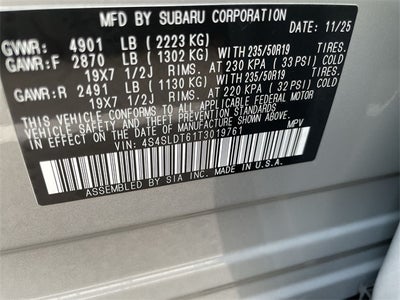 MFD BY SUBARU CORPORATION 11/25
GVWR: 4901 LB (2223 KG)
GAWR:F 2870 LB (1302 KG) WITH 235/50R19 TIRES.
19X7 1/2J RIMS. AT 230 KPA (33 PSI) COLD
GAWR:R 2491 LB (1130 KG) WITH 235/50R19 TIRES.
19X7 1/2J RIMS. AT 220 KPA (32 PSI) COLD
THIS VEHICLE CONFORMS TO ALL APPLICABLE FEDERAL MOTOR
VEHICLE SAFETY AND THEFT PREVENTION STANDARDS
IN EFFECT ON THE DATE OF MANUFACTURE SHOWN ABOVE.
VIN: 4S4SLDT61T3019761 MPV
ASSEMBLED BY SIA INC. MADE IN U.S.A.